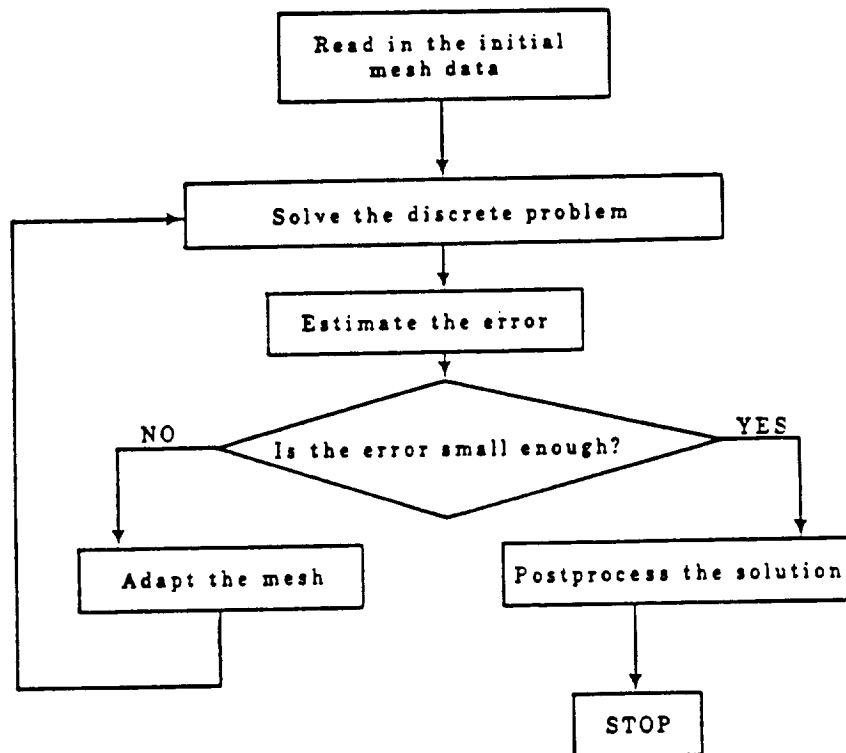 Read in the initial
mesh data
Solve the discrete problem
Estimate the error
Is the error small enough?
NO
YES
Adapt the mesh
Postprocess the solution
STOP